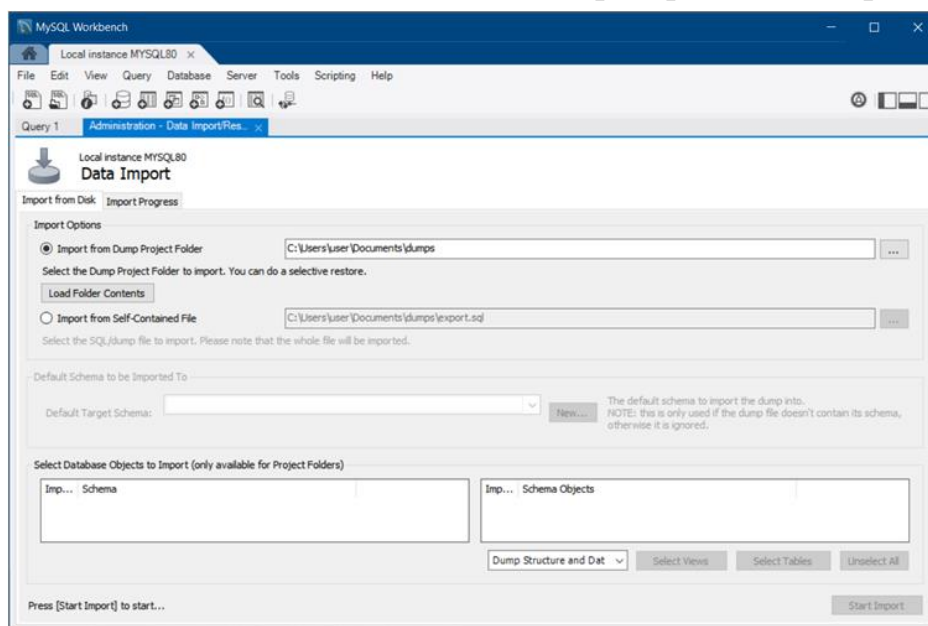 MySQL Workbench
Local instance MYSQL80
File Edit View Query Database Server Tools Scripting Help
Query 1 Administration - Data Import/Res...
Local instance MYSQL80
Data Import
Import from Disk Import Progress
Import Options
Import from Dump Project Folder C:\Users\user\Documents\dumps ...
Select the Dump Project Folder to import. You can do a selective restore.
Load Folder Contents
Import from Self-Contained File C:\Users\user\Documents\dumps\export.sql ...
Select the SQL/dump file to import. Please note that the whole file will be imported.
Default Schema to be Imported To
Default Target Schema: New... The default schema to import the dump into.
NOTE: this is only used if the dump file doesn't contain its schema,
otherwise it is ignored.
Select Database Objects to Import (only available for Project Folders)
Imp... Schema Imp... Schema Objects
Dump Structure and Dat Select Views Select Tables Unselect All
Press [Start Import] to start... Start Import